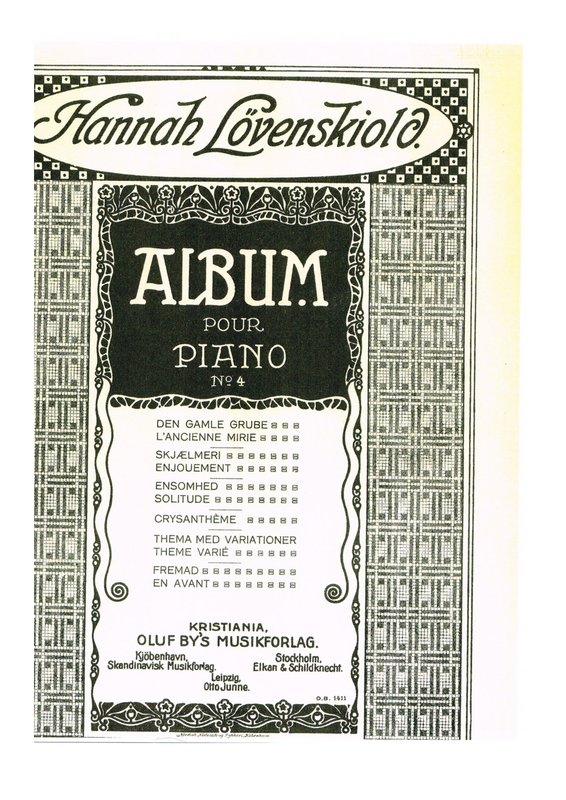 Hannah Lövenskiold.
ALBUM
POUR
PIANO
No 4
DEN GAMLE GRUBE
L'ANCIENNE MIRIE
SKJÆLMERI
ENJOUEMENT
ENSOMHED
SOLITUDE
CRYSANTHÈME
THEMA MED VARIATIONER
THEME VARIÉ
FREMAD
EN AVANT
KRISTIANIA,
OLUF BY'S MUSIKFORLAG.
Kjöbenhavn,
Skandinavisk Musikforlag.
Stockholm,
Elkan & Schildknecht.
Leipzig,
Otto Junne.
O.B. 1411